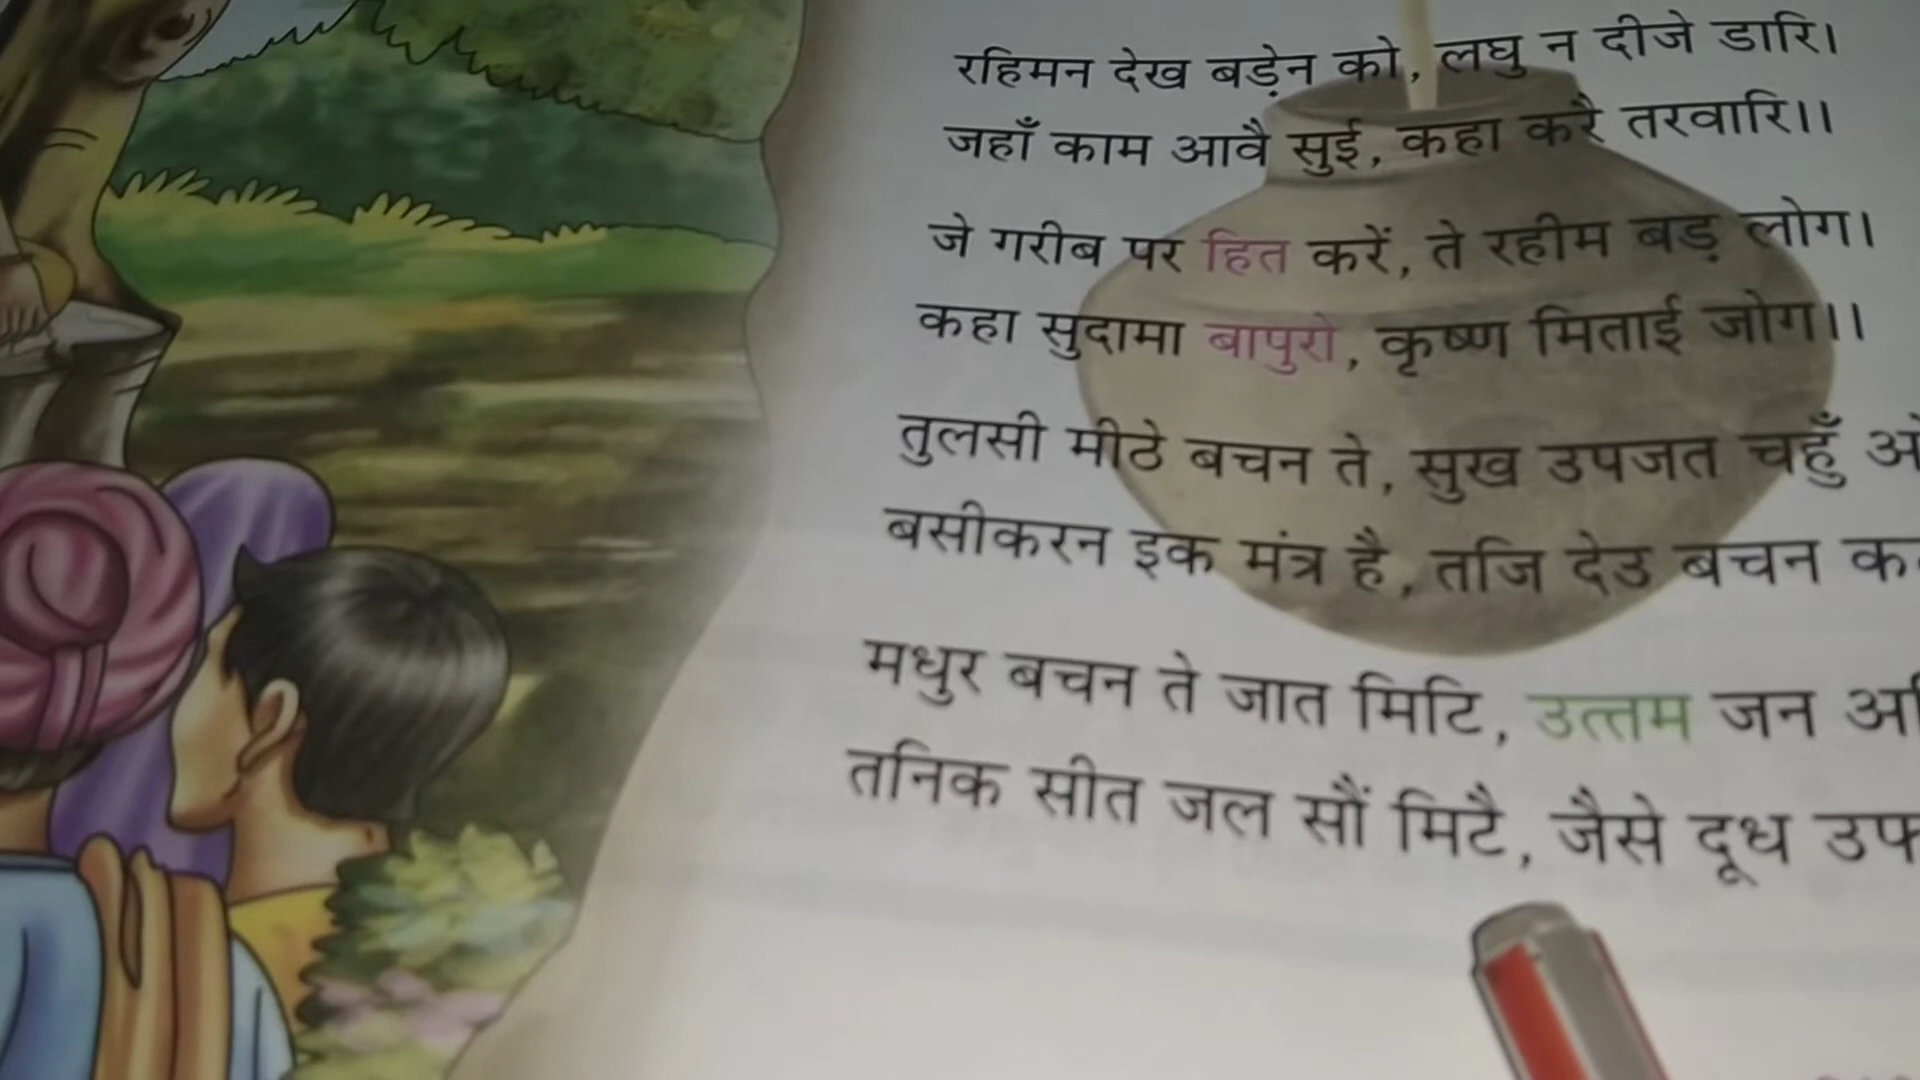 रहिमन देख बड़ेन को, लघु न दीजे डारि।
जहाँ काम आवै सुई, कहा करै तरवारि।।
जे गरीब पर हित करें, ते रहीम बड़ लोग।
कहा सुदामा बापुरो, कृष्ण मिताई जोग।।
तुलसी मीठे बचन ते, सुख उपजत चहुँ
बसीकरन इक मंत्र है, तजि देउ बचन
मधुर बचन ते जात मिटि, उत्तम जन
तनिक सीत जल सौं मिटै, जैसे दूध